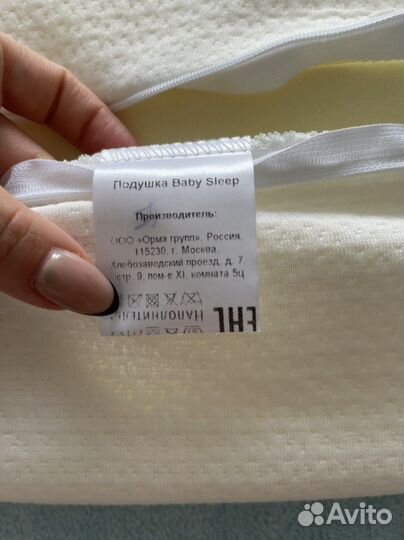 Подушка Baby Sleep
Производитель:
ООО «Орма групп». Россия,
115230, г. Москва,
Хлебозаводский проезд, д. 7,
стр. 9, пом-е XI, комната 5ц
НАПОЛНИТЕЛЬ
EAC
Avito